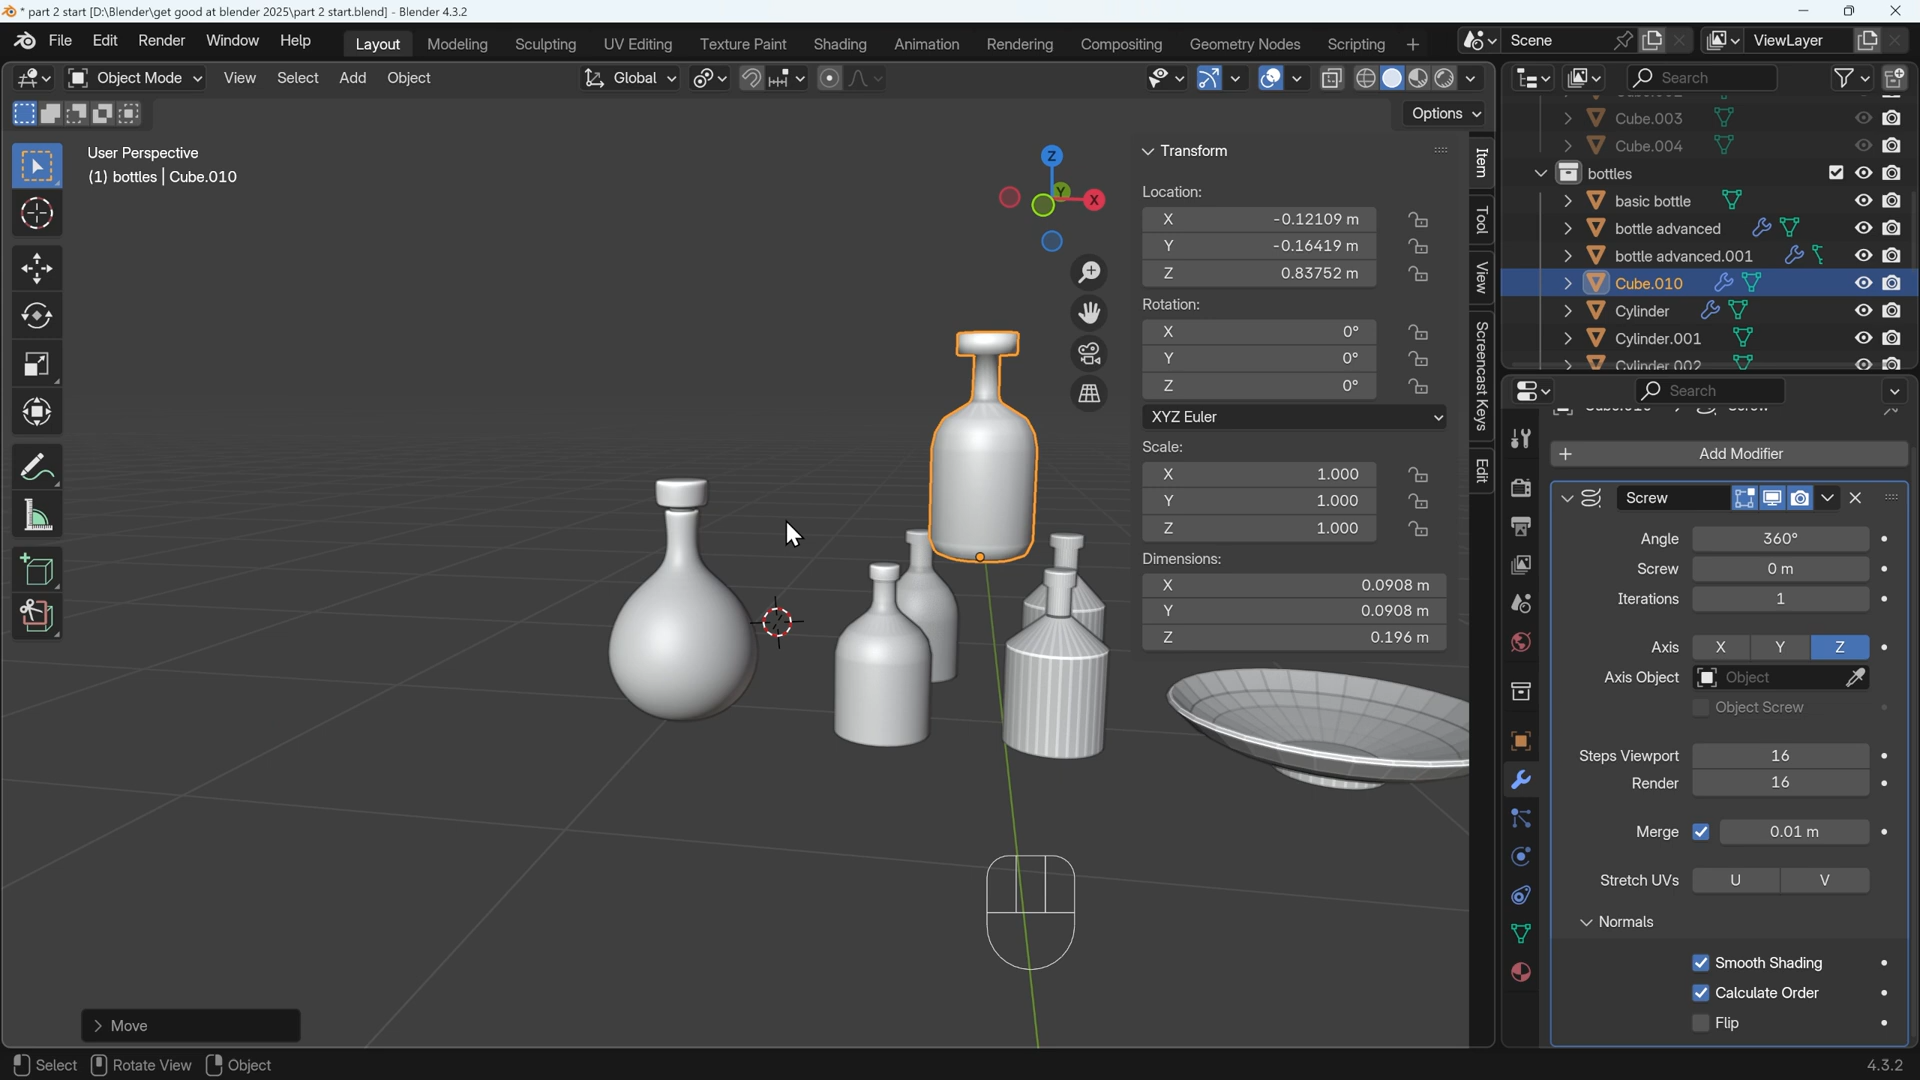 * part 2 start [D:\Blender\get good at blender 2025\part 2 start.blend] - Blender 4.3.2
File Edit Render Window Help Layout Modeling Sculpting UV Editing Texture Paint Shading Animation Rendering Compositing Geometry Nodes Scripting + Scene ViewLayer
Object Mode View Select Add Object Global Search
Options
User Perspective
(1) bottles | Cube.010
Z
Y
X
Transform
Location:
X -0.12109 m
Y -0.16419 m
Z 0.83752 m
Rotation:
X 0°
Y 0°
Z 0°
XYZ Euler
Scale:
X 1.000
Y 1.000
Z 1.000
Dimensions:
X 0.0908 m
Y 0.0908 m
Z 0.196 m
Item
Tool
View
Screencast Keys
Edit
Cube.003
Cube.004
bottles
basic bottle
bottle advanced
bottle advanced.001
Cube.010
Cylinder
Cylinder.001
Cylinder.002
Search
Add Modifier
Screw
Angle 360°
Screw 0 m
Iterations 1
Axis X Y Z
Axis Object Object
Object Screw
Steps Viewport 16
Render 16
Merge 0.01 m
Stretch UVs U V
Normals
Smooth Shading
Calculate Order
Flip
Move
Select Rotate View Object 4.3.2